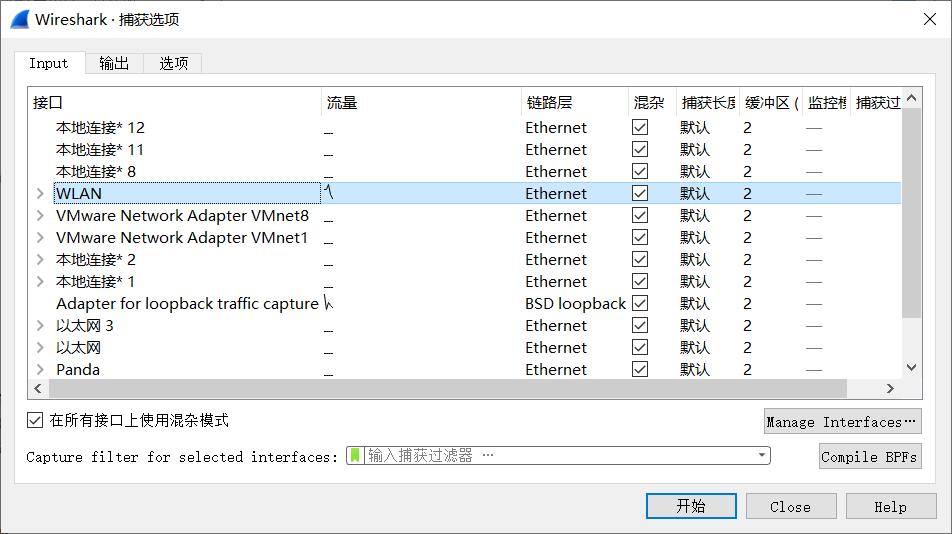 Wireshark · 捕获选项
Input 输出 选项
接口 流量 链路层 混杂 捕获长度 缓冲区 ( 监控模 捕获过
本地连接* 12 _ Ethernet 默认 2 —
本地连接* 11 _ Ethernet 默认 2 —
本地连接* 8 _ Ethernet 默认 2 —
WLAN Ethernet 默认 2 —
VMware Network Adapter VMnet8 _ Ethernet 默认 2 —
VMware Network Adapter VMnet1 _ Ethernet 默认 2 —
本地连接* 2 _ Ethernet 默认 2 —
本地连接* 1 _ Ethernet 默认 2 —
Adapter for loopback traffic capture BSD loopback 默认 2 —
以太网 3 _ Ethernet 默认 2 —
以太网 _ Ethernet 默认 2 —
Panda _ Ethernet 默认 2 —
在所有接口上使用混杂模式
Manage Interfaces…
Capture filter for selected interfaces: 输入捕获过滤器 … Compile BPFs
开始 Close Help